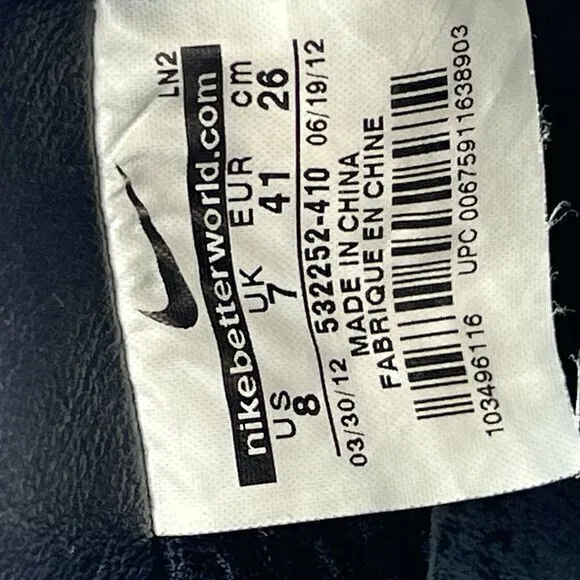 LN2
nikebetterworld.com
US UK EUR cm
8 7 41 26
03/30/12 532252-410 06/19/12
MADE IN CHINA
FABRIQUE EN CHINE
103496116 UPC 00675911638903